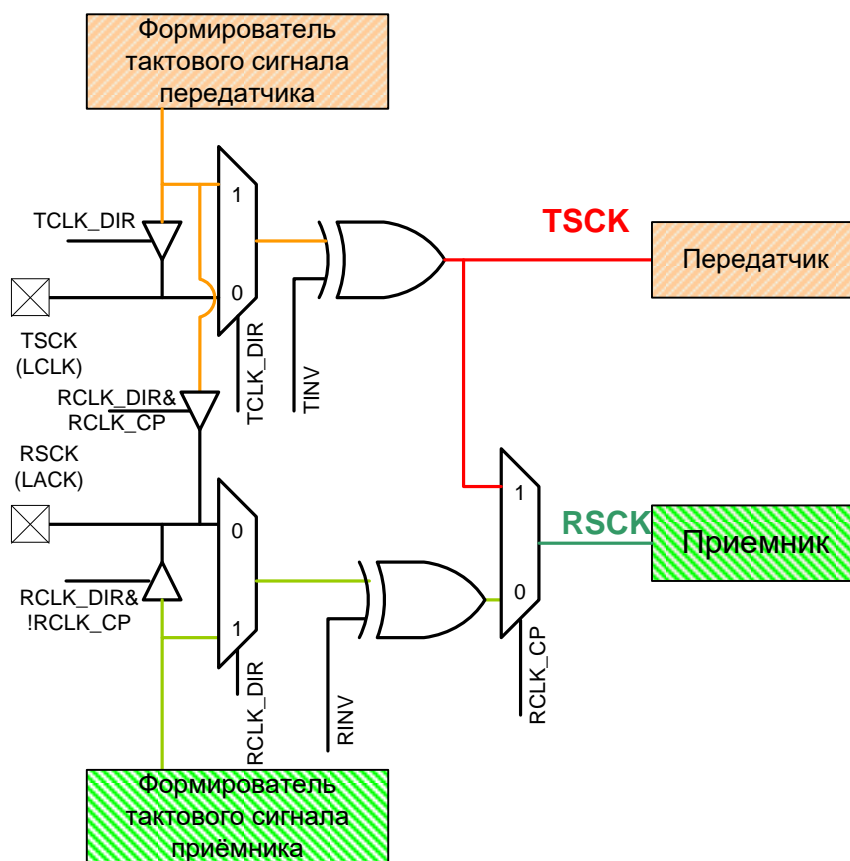 Формирователь
тактового сигнала
передатчика
1
TCLK_DIR
TSCK
Передатчик
0
TSCK
(LCLK)
TCLK_DIR
TINV
RCLK_DIR&
RCLK_CP
RSCK
(LACK)
1
0
RSCK
Приемник
RCLK_DIR&
!RCLK_CP
1
0
RCLK_DIR
RINV
RCLK_CP
Формирователь
тактового сигнала
приёмника